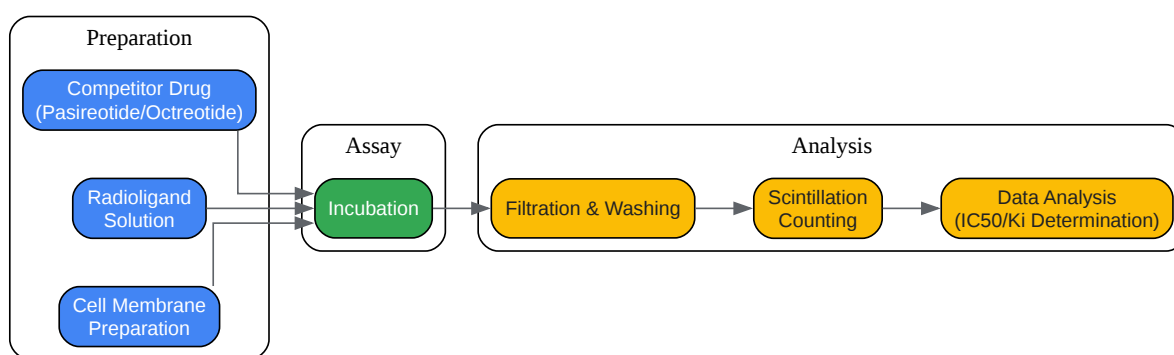 Preparation
Competitor Drug
(Pasireotide/Octreotide)
Radioligand
Solution
Cell Membrane
Preparation
Assay
Incubation
Analysis
Filtration & Washing
Scintillation
Counting
Data Analysis
(IC50/Ki Determination)